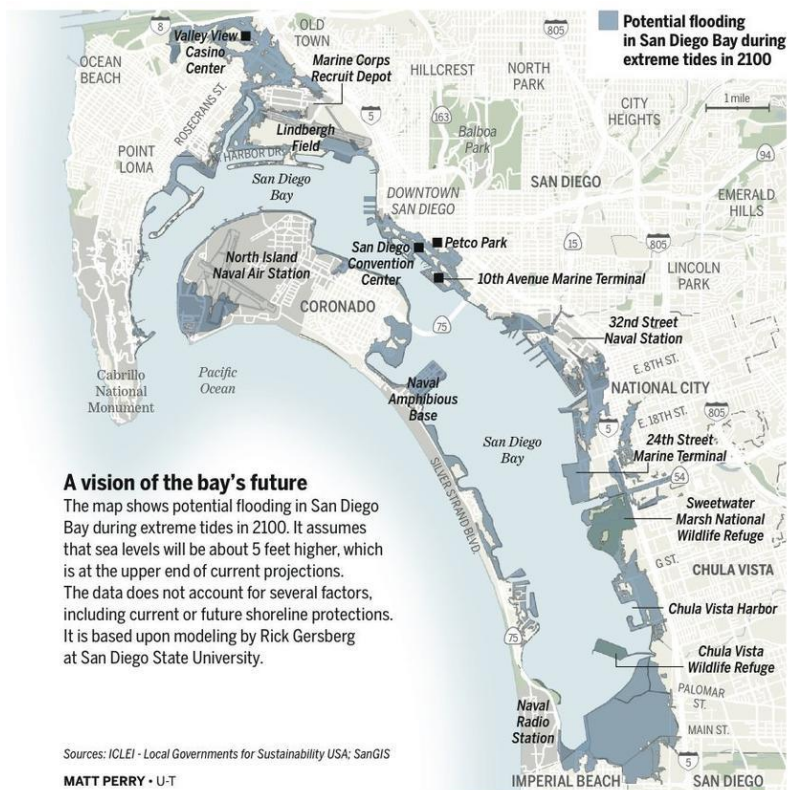 Potential flooding
in San Diego Bay during
extreme tides in 2100
1 mile
8
Valley View
Casino
Center
OLD
TOWN
805
OCEAN
BEACH
Marine Corps
Recruit Depot
HILLCREST
NORTH
PARK
CITY
HEIGHTS
ROSECRANS ST.
5
163
Balboa
Park
Lindbergh
Field
POINT
LOMA
N. HARBOR DR.
94
San Diego
Bay
DOWNTOWN
SAN DIEGO
SAN DIEGO
EMERALD
HILLS
San Diego
Convention
Center
Petco Park
15
805
North Island
Naval Air Station
10th Avenue Marine Terminal
LINCOLN
PARK
CORONADO
75
32nd Street
Naval Station
E. 8TH ST.
Cabrillo
National
Monument
Pacific
Ocean
Naval
Amphibious
Base
NATIONAL CITY
E. 18TH ST.
805
5
San Diego
Bay
24th Street
Marine Terminal
54
SILVER STRAND BLVD.
Sweetwater
Marsh National
Wildlife Refuge
G ST.
CHULA VISTA
A vision of the bay's future
The map shows potential flooding in San Diego
Bay during extreme tides in 2100. It assumes
that sea levels will be about 5 feet higher, which
is at the upper end of current projections.
The data does not account for several factors,
including current or future shoreline protections.
It is based upon modeling by Rick Gersberg
at San Diego State University.
Chula Vista Harbor
75
Chula Vista
Wildlife Refuge
PALOMAR
ST.
Naval
Radio
Station
MAIN ST.
5
Sources: ICLEI - Local Governments for Sustainability USA; SanGIS
MATT PERRY • U-T
IMPERIAL BEACH
SAN DIEGO